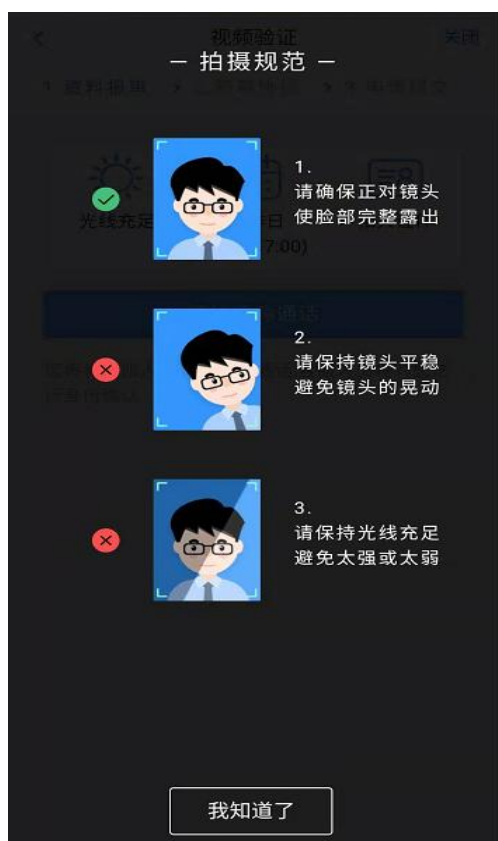 视频验证
关闭
— 拍摄规范 —
1.
请确保正对镜头
使脸部完整露出
光线充足
7:00)
2.
请保持镜头平稳
避免镜头的晃动
3.
请保持光线充足
避免太强或太弱
我知道了